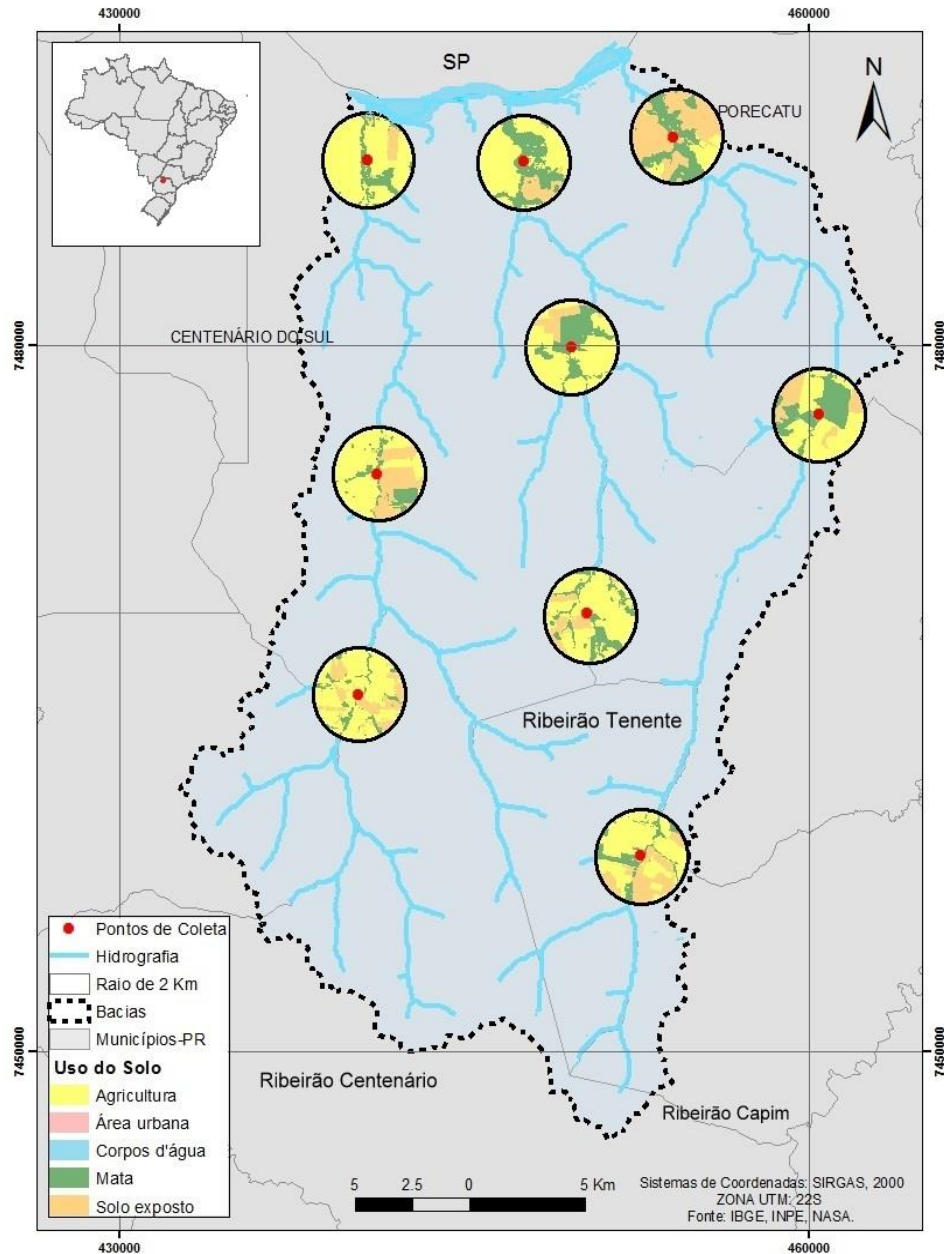 430000
460000
SP
N
PORECATU
7480000
7480000
CENTENÁRIO DO SUL
Ribeirão Tenente
Pontos de Coleta
Hidrografia
Raio de 2 Km
Bacias
Municípios-PR
Uso do Solo
Agricultura
Área urbana
Corpos d'água
Mata
Solo exposto
7450000
7450000
Ribeirão Centenário
Ribeirão Capim
5 2.5 0 5 Km
Sistemas de Coordenadas: SIRGAS, 2000
ZONA UTM: 22S
Fonte: IBGE, INPE, NASA.
430000
460000